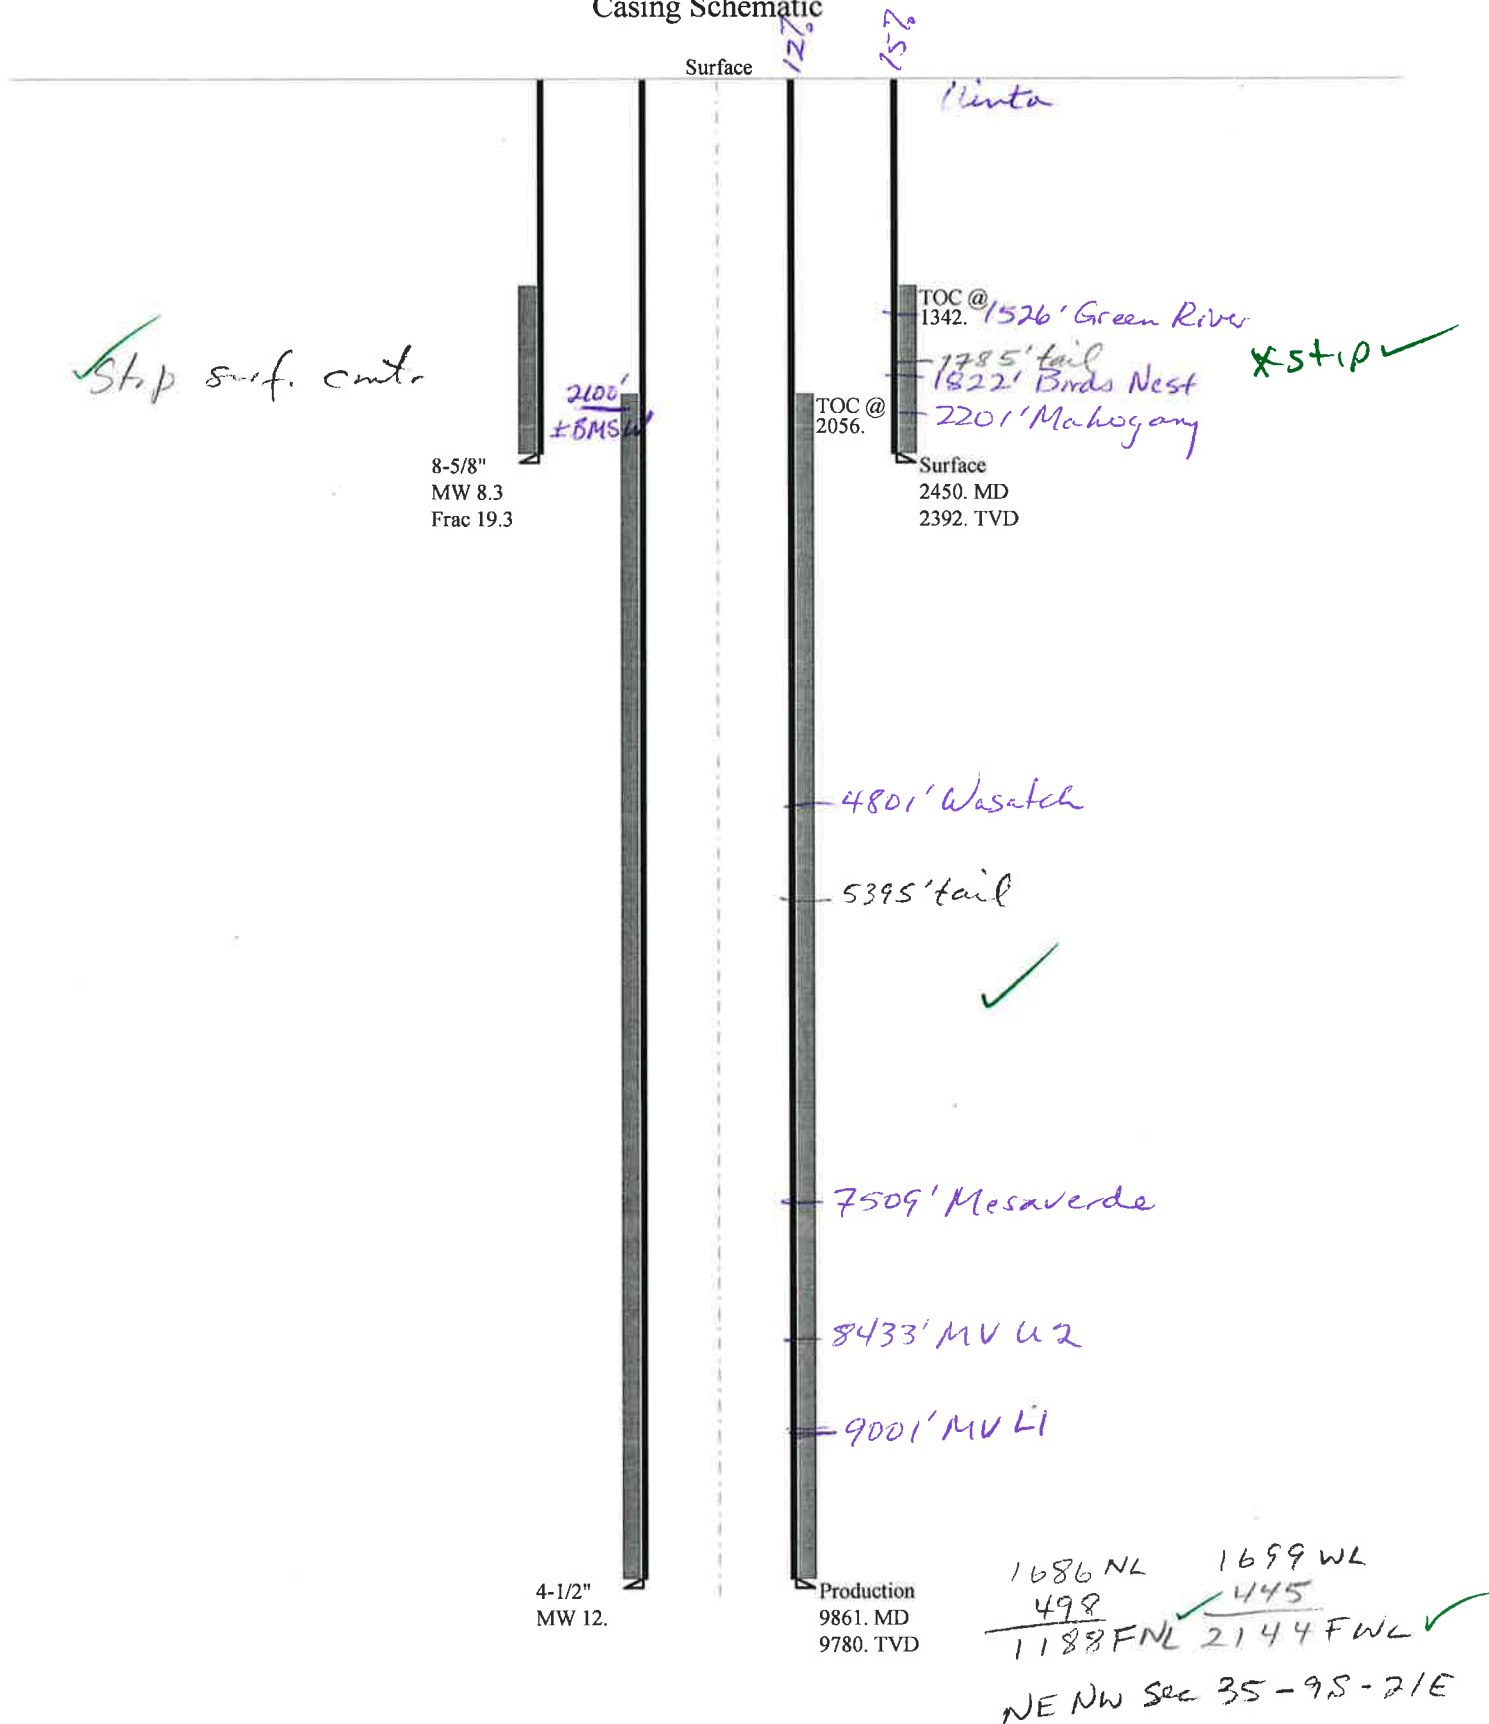 Casing Schematic
12%
15%
Surface
Uinta
TOC @
1342.
1526' Green River
1785' tail
1822' Birds Nest
*stip
2201' Mahogany
Stip surf. cmt.
2100'
±BMSW
TOC @
2056.
8-5/8"
MW 8.3
Frac 19.3
Surface
2450. MD
2392. TVD
4801' Wasatch
5395' tail
7509' Mesaverde
8433' MV U2
9001' MV L1
4-1/2"
MW 12.
Production
9861. MD
9780. TVD
1686 NL 1699 WL
498 445
1188 FNL 2144 FWL
NE NW Sec 35-9S-21E